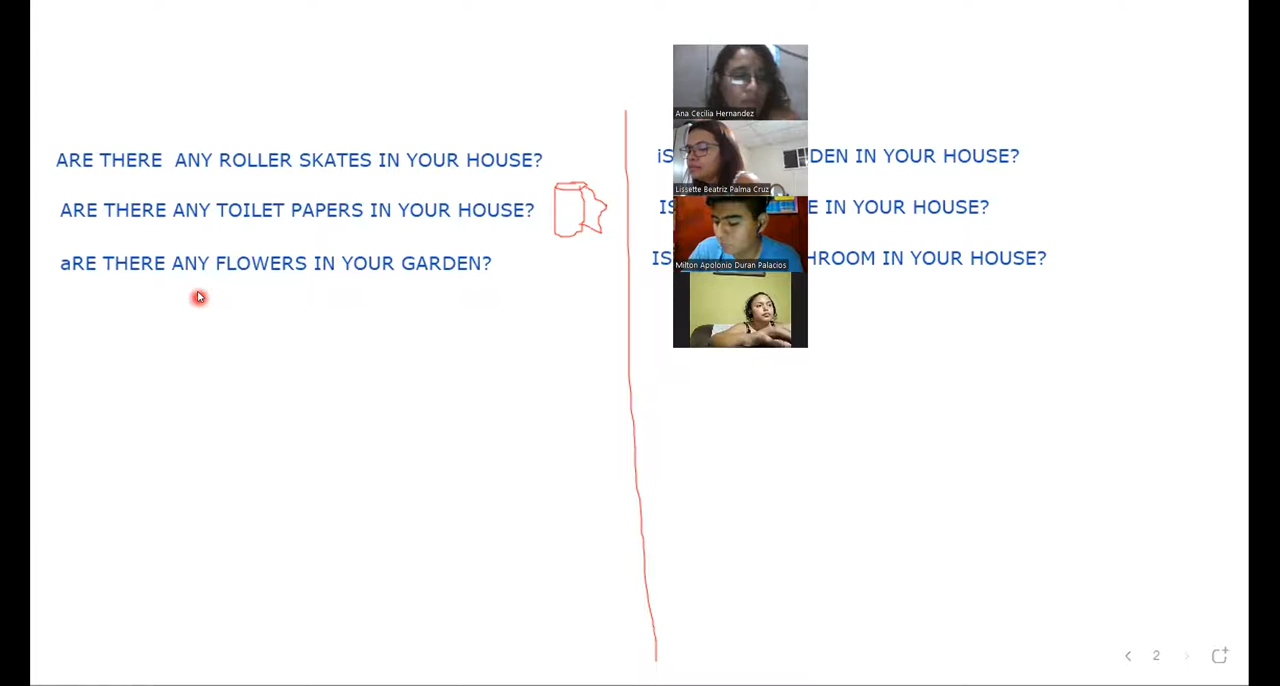 ARE THERE ANY ROLLER SKATES IN YOUR HOUSE?
ARE THERE ANY TOILET PAPERS IN YOUR HOUSE?
aRE THERE ANY FLOWERS IN YOUR GARDEN?
Ana Cecilia Hernandez
Lissette Beatriz Palma Cruz
Milton Apolonio Duran Palacios
iS DEN IN YOUR HOUSE?
IS E IN YOUR HOUSE?
IS HROOM IN YOUR HOUSE?
2